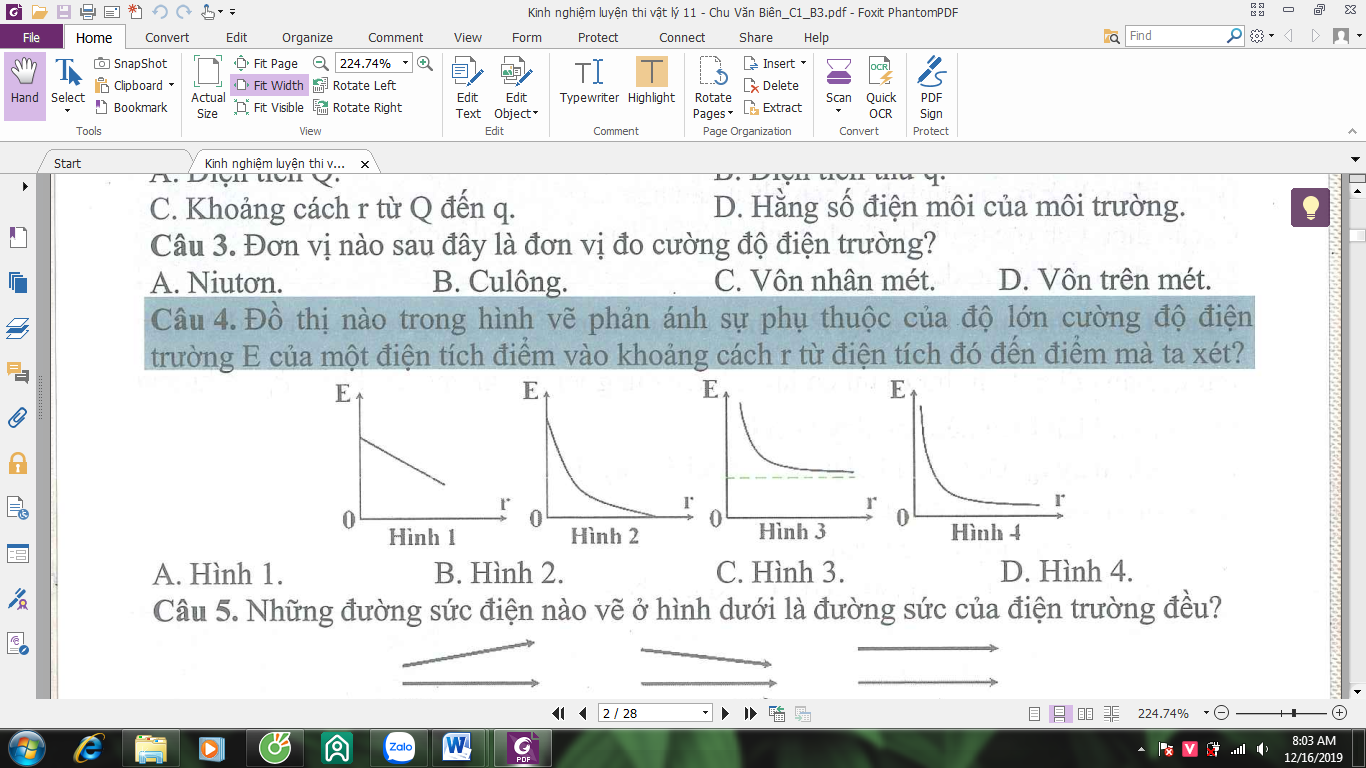 Kinh nghiệm luyện thi vật lý 11 - Chu Văn Biên_C1_B3.pdf - Foxit PhantomPDF
File Home Convert Edit Organize Comment View Form Protect Connect Share Help Find
Hand
Select
SnapShot
Clipboard
Bookmark
Tools
Actual Size
Fit Page
Fit Width
Fit Visible
224.74%
Rotate Left
Rotate Right
View
Edit Text
Edit Object
Edit
Typewriter
Highlight
Comment
Rotate Pages
Insert
Delete
Extract
Page Organization
Scan
Quick OCR
Convert
PDF Sign
Protect
Start Kinh nghiệm luyện thi v...
A. Điện tích Q. B. Điện tích thử q.
C. Khoảng cách r từ Q đến q. D. Hằng số điện môi của môi trường.
Câu 3. Đơn vị nào sau đây là đơn vị đo cường độ điện trường?
A. Niutơn. B. Culông. C. Vôn nhân mét. D. Vôn trên mét.
Câu 4. Đồ thị nào trong hình vẽ phản ánh sự phụ thuộc của độ lớn cường độ điện
trường E của một điện tích điểm vào khoảng cách r từ điện tích đó đến điểm mà ta xét?
E E E E
r r r r
0 0 0 0
Hình 1 Hình 2 Hình 3 Hình 4
A. Hình 1. B. Hình 2. C. Hình 3. D. Hình 4.
Câu 5. Những đường sức điện nào vẽ ở hình dưới là đường sức của điện trường đều?
2 / 28 224.74%
Zalo
PDF
8:03 AM
12/16/2019